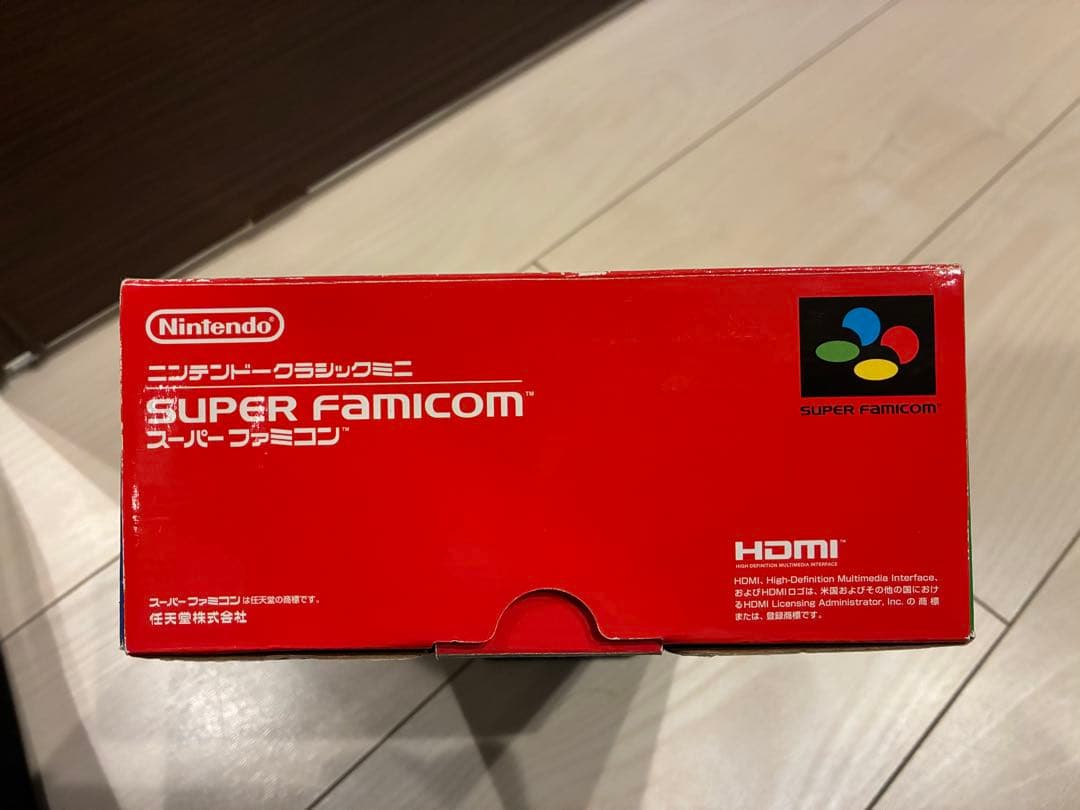 Nintendo®
ニンテンドークラシックミニ
SUPER FAMICOM™
スーパーファミコン™
SUPER FAMICOM
HDMI™
HIGH-DEFINITION MULTIMEDIA INTERFACE
HDMI、High-Definition Multimedia Interface、
およびHDMIロゴは、米国およびその他の国におけ
るHDMI Licensing Administrator, Inc. の商標
または、登録商標です。
スーパーファミコンは任天堂の商標です。
任天堂株式会社